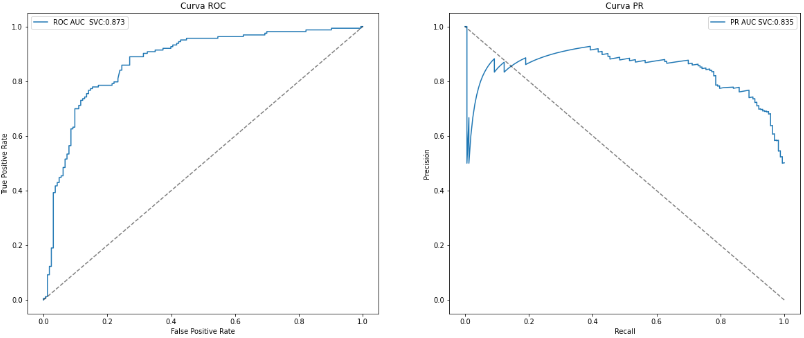 Curva ROC
ROC AUC SVC:0.873
True Positive Rate
1.0
0.8
0.6
0.4
0.2
0.0
0.0 0.2 0.4 0.6 0.8 1.0
False Positive Rate
Curva PR
PR AUC SVC:0.835
Precisión
1.0
0.8
0.6
0.4
0.2
0.0
0.0 0.2 0.4 0.6 0.8 1.0
Recall